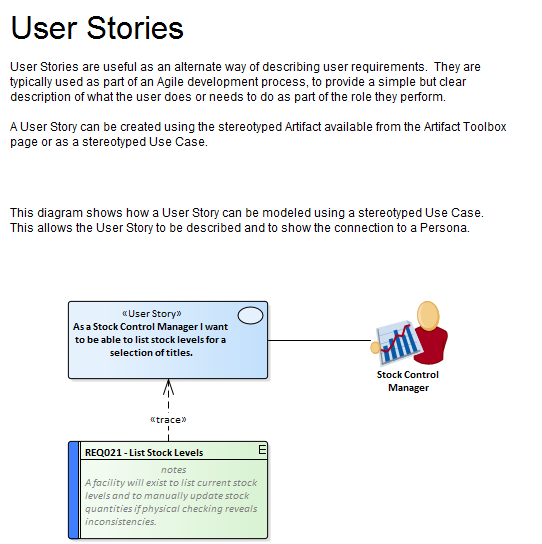 User Stories
User Stories are useful as an alternate way of describing user requirements.  They are
typically used as part of an Agile development process, to provide a simple but clear
description of what the user does or needs to do as part of the role they perform.
A User Story can be created using the stereotyped Artifact available from the Artifact Toolbox
page or as a stereotyped Use Case.
This diagram shows how a User Story can be modeled using a stereotyped Use Case.
This allows the User Story to be described and to show the connection to a Persona.
«User Story»
As a Stock Control Manager I want
to be able to list stock levels for a
selection of titles.
Stock Control
Manager
«trace»
REQ021 - List Stock Levels
E
notes
A facility will exist to list current stock
levels and to manually update stock
quantities if physical checking reveals
inconsistencies.